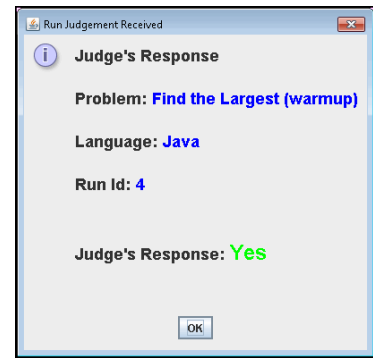 Run Judgement Received
Judge's Response
Problem: Find the Largest (warmup)
Language: Java
Run Id: 4
Judge's Response: Yes
OK